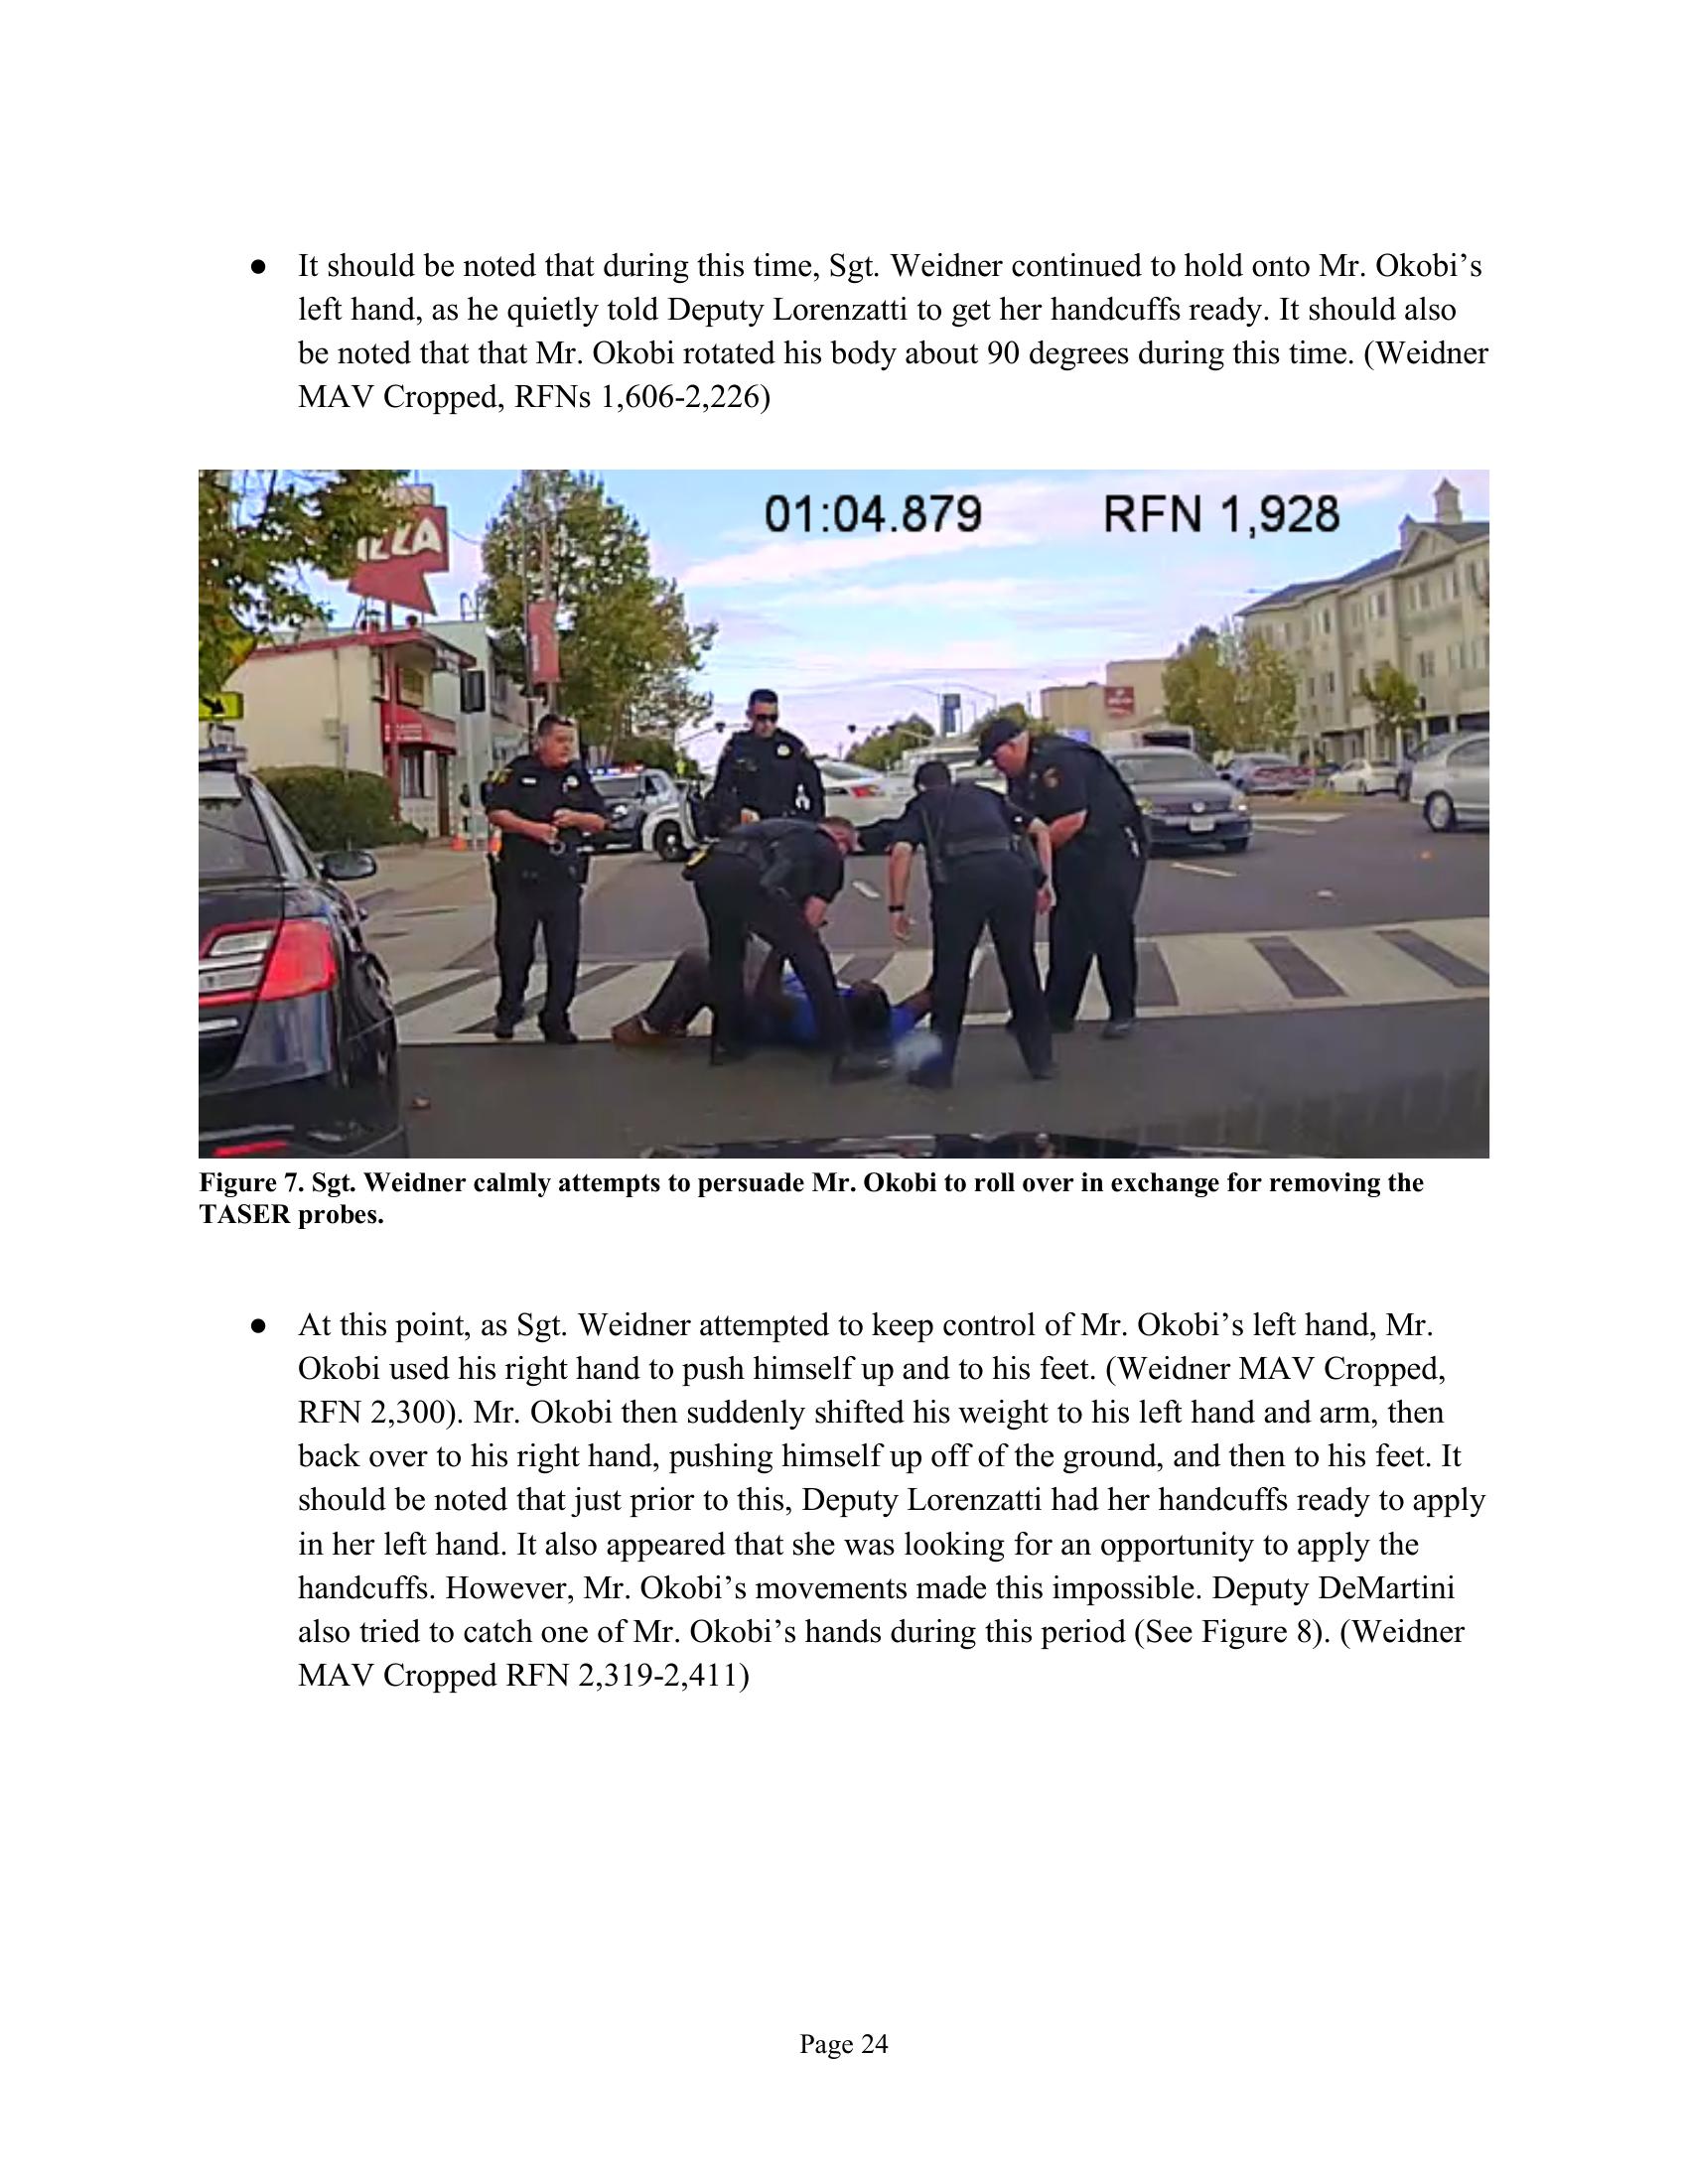 ● It should be noted that during this time, Sgt. Weidner continued to hold onto Mr. Okobi’s
left hand, as he quietly told Deputy Lorenzatti to get her handcuffs ready. It should also
be noted that that Mr. Okobi rotated his body about 90 degrees during this time. (Weidner
MAV Cropped, RFNs 1,606-2,226)
01:04.879 RFN 1,928
Figure 7. Sgt. Weidner calmly attempts to persuade Mr. Okobi to roll over in exchange for removing the
TASER probes.
● At this point, as Sgt. Weidner attempted to keep control of Mr. Okobi’s left hand, Mr.
Okobi used his right hand to push himself up and to his feet. (Weidner MAV Cropped,
RFN 2,300). Mr. Okobi then suddenly shifted his weight to his left hand and arm, then
back over to his right hand, pushing himself up off of the ground, and then to his feet. It
should be noted that just prior to this, Deputy Lorenzatti had her handcuffs ready to apply
in her left hand. It also appeared that she was looking for an opportunity to apply the
handcuffs. However, Mr. Okobi’s movements made this impossible. Deputy DeMartini
also tried to catch one of Mr. Okobi’s hands during this period (See Figure 8). (Weidner
MAV Cropped RFN 2,319-2,411)
Page 24